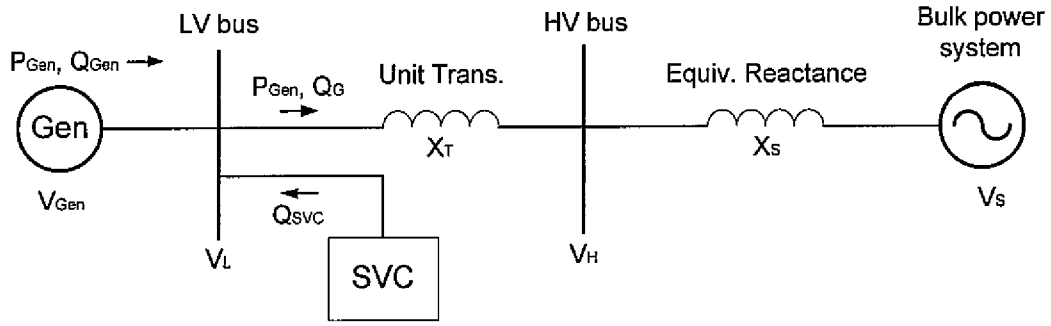 Bulk power
system
LV bus
HV bus
PGen, QGen
Unit Trans.
Equiv. Reactance
PGen, QG
Gen
XT
XS
VGen
QSVC
VS
VL
SVC
VH